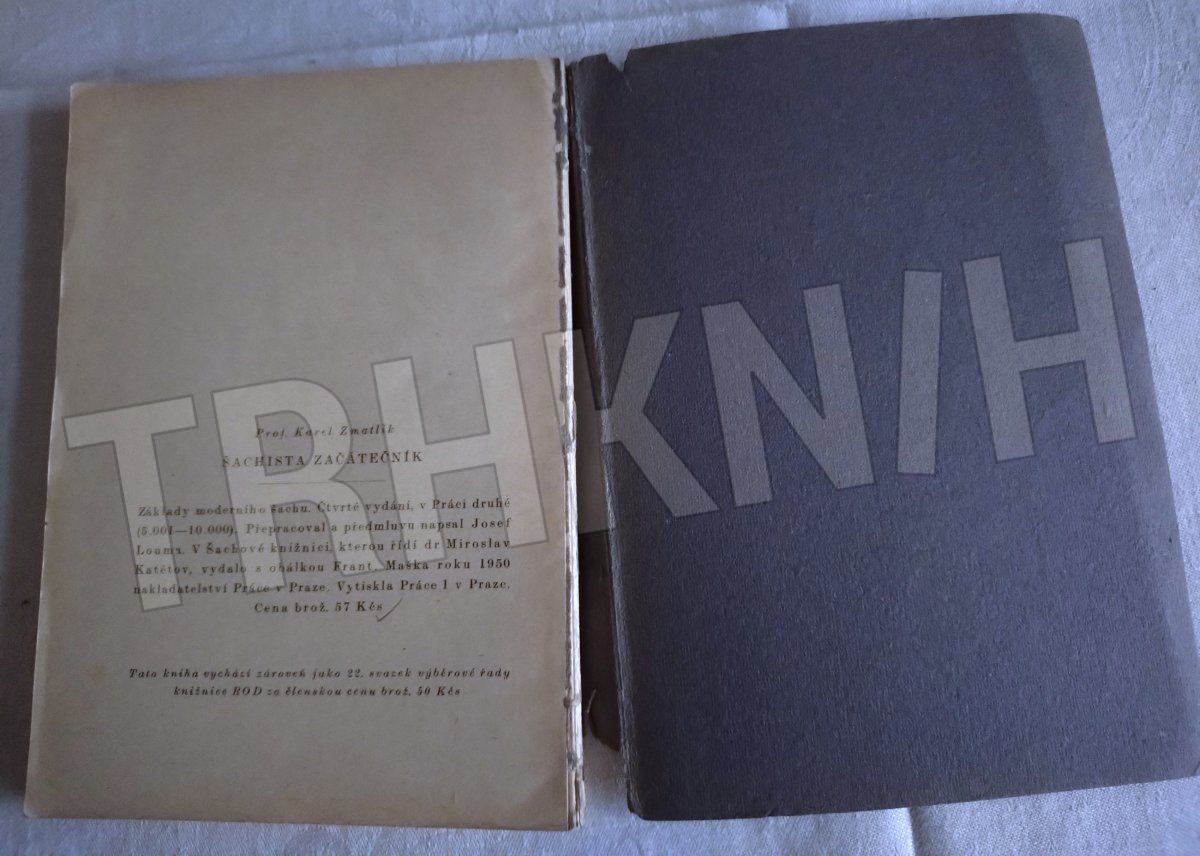 Prof. Karel Zmatlík
ŠACHISTA ZAČÁTEČNÍK
Základy moderního šachu. Čtvrté vydání, v Práci druhé
(5.001—10.000). Přepracoval a předmluvu napsal Josef
Louma. V Šachové knižnici, kterou řídí dr Miroslav
Katětov, vydalo s obálkou Frant. Maška roku 1950
nakladatelství Práce v Praze. Vytiskla Práce 1 v Praze.
Cena brož. 57 Kčs
Tato kniha vychází zároveň jako 22. svazek výběrové řady
knižnice ROD za členskou cenu brož. 50 Kčs
TRHKNIH